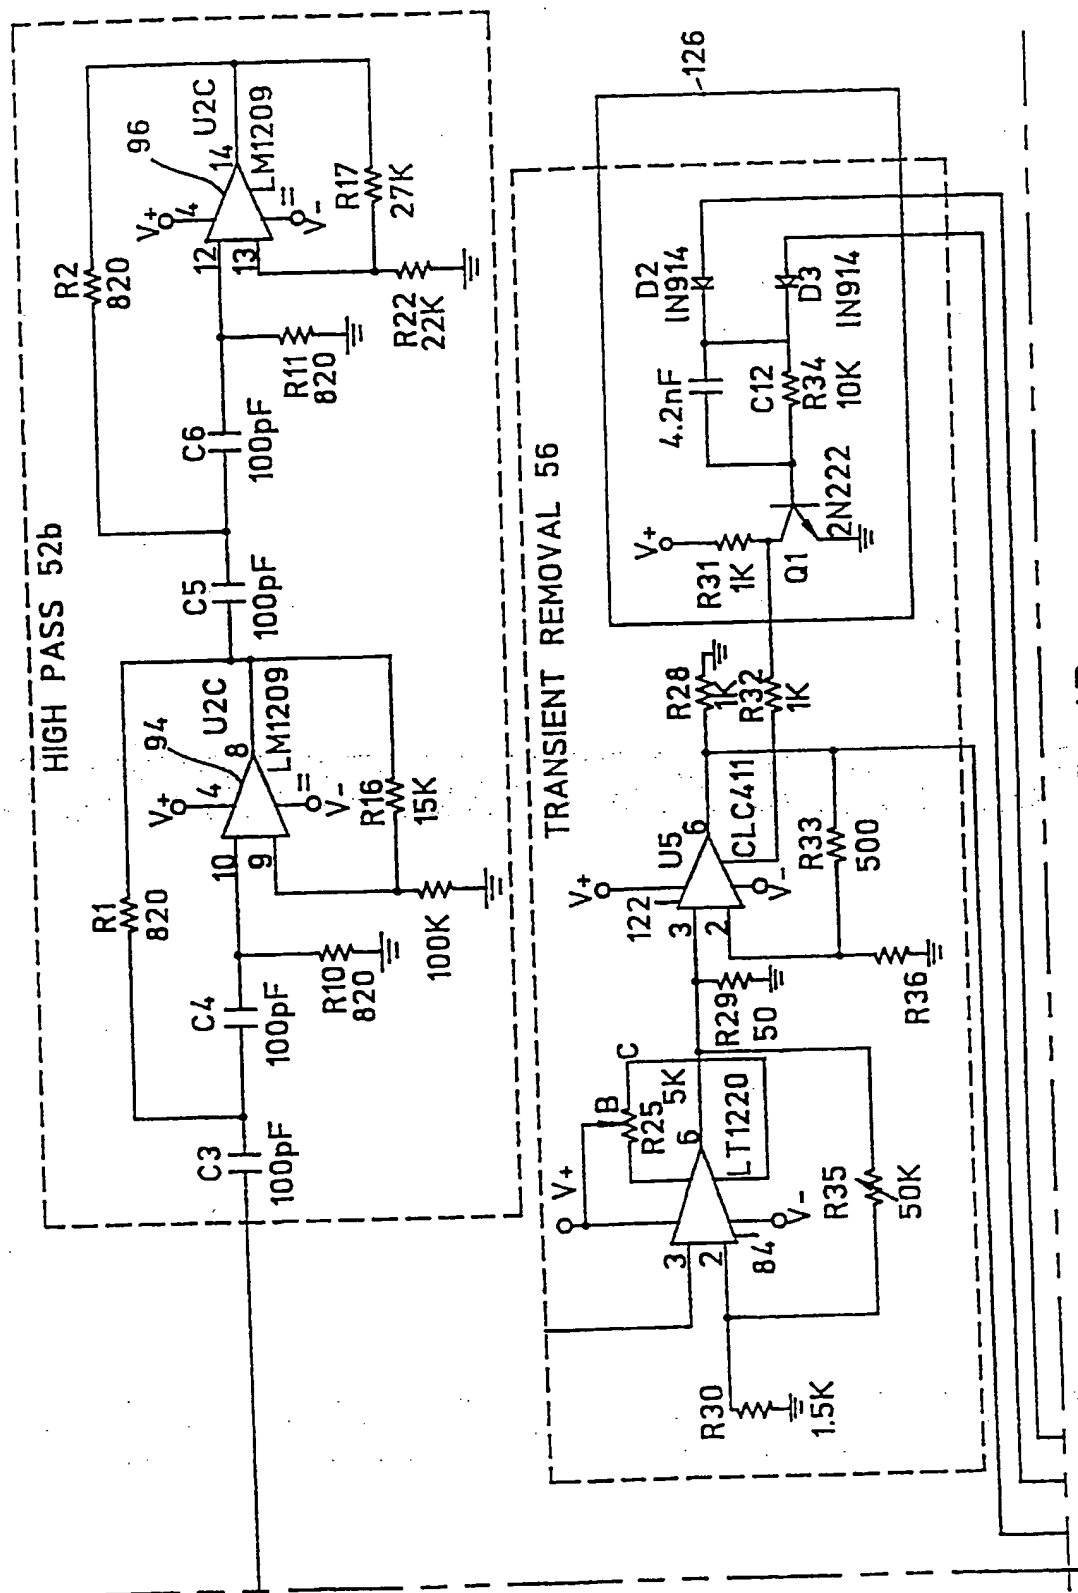 HIGH PASS 52b
R1
820
R2
820
C3
100pF
C4
100pF
R10
820
10
9
V+
4
94
8
U2C
LM1209
V-
R16
15K
100K
C5
100pF
C6
100pF
R11
820
12
13
V+
4
96
14
U2C
LM1209
V-
R17
27K
R22
22K
TRANSIENT REMOVAL 56
V+
B
C
R25
5K
3
2
6
LT1220
84
V-
R30
1.5K
R35
50K
R29
50
V+
122
3
2
U5
6
CLC411
V-
R33
500
R36
R28
1K
R32
1K
V+
R31
1K
Q1
2N222
4.2nF
C12
R34
10K
D2
IN914
D3
IN914
126